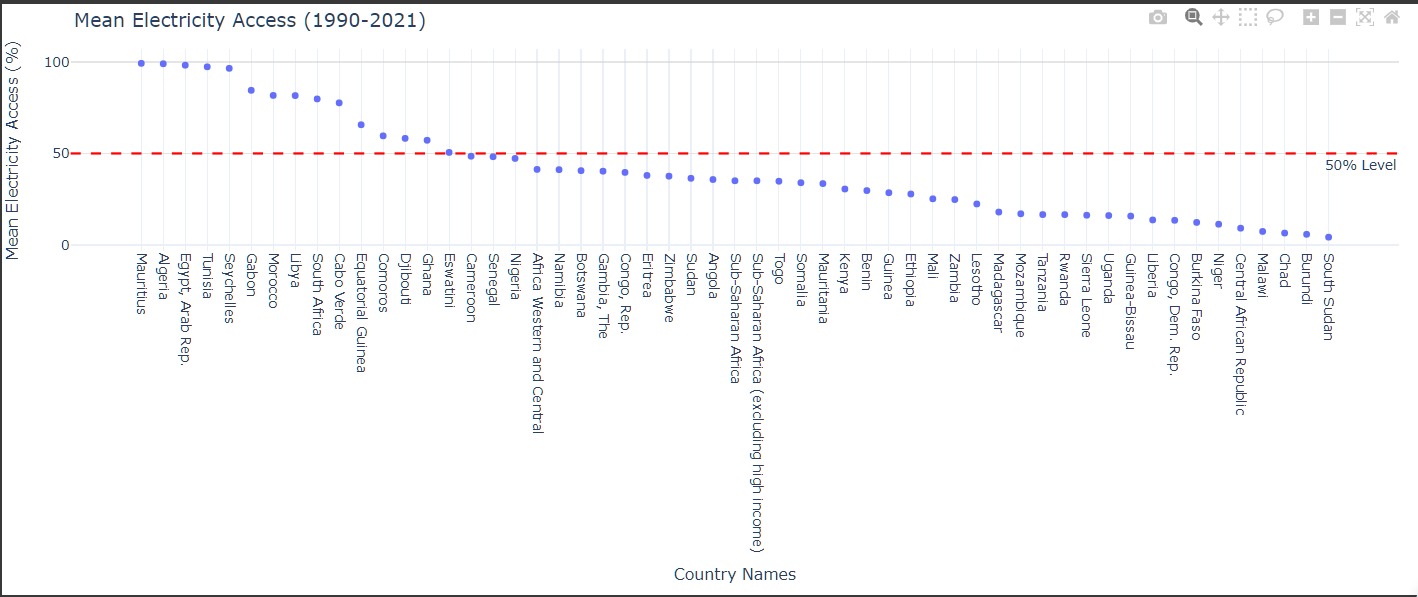 Mean Electricity Access (1990-2021)
Mean Electricity Access (%)
100
50
0
50% Level
Mauritius
Algeria
Egypt, Arab Rep.
Tunisia
Seychelles
Gabon
Morocco
Libya
South Africa
Cabo Verde
Equatorial Guinea
Comoros
Djibouti
Ghana
Eswatini
Cameroon
Senegal
Nigeria
Africa Western and Central
Namibia
Botswana
Gambia, The
Congo, Rep.
Eritrea
Zimbabwe
Sudan
Angola
Sub-Saharan Africa
Sub-Saharan Africa (excluding high income)
Togo
Somalia
Mauritania
Kenya
Benin
Guinea
Ethiopia
Mali
Zambia
Lesotho
Madagascar
Mozambique
Tanzania
Rwanda
Sierra Leone
Uganda
Guinea-Bissau
Liberia
Congo, Dem. Rep.
Burkina Faso
Niger
Central African Republic
Malawi
Chad
Burundi
South Sudan
Country Names